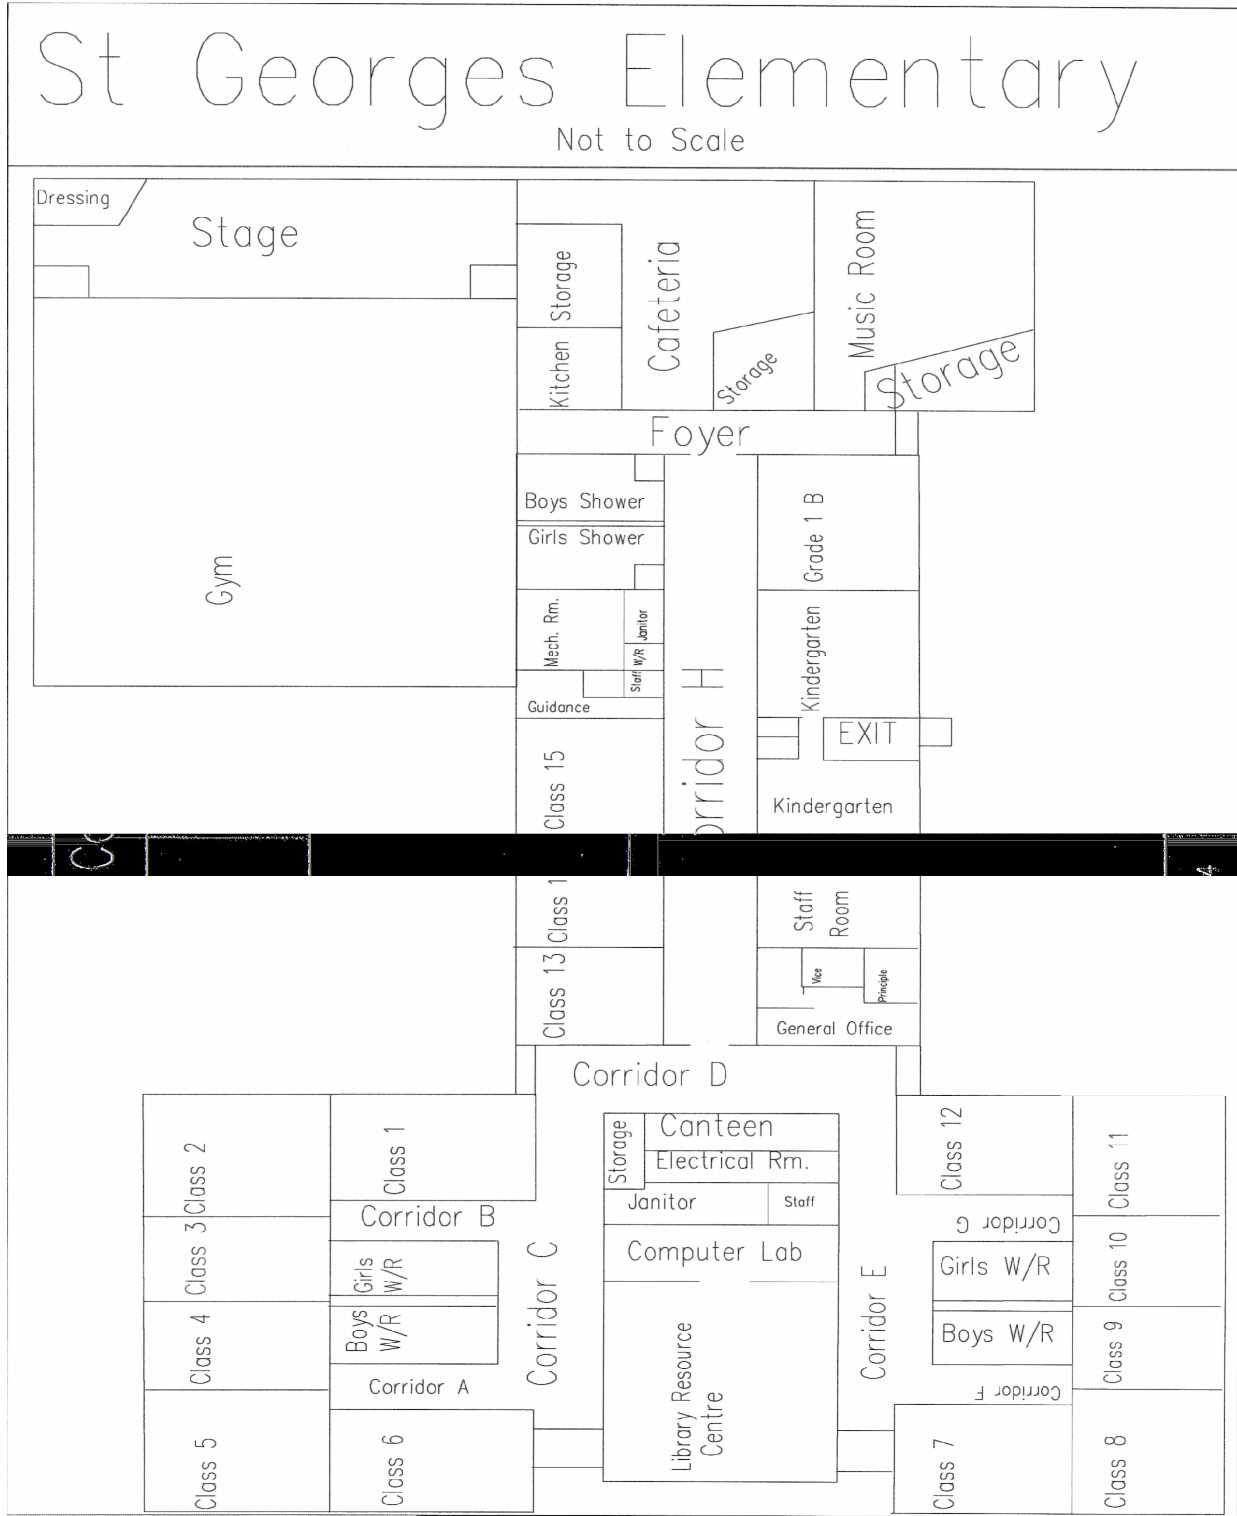 St Georges Elementary
Not to Scale
Dressing
Stage
Storage
Kitchen
Cafeteria
Storage
Music Room
Storage
Foyer
Gym
Boys Shower
Girls Shower
Mech. Rm.
Janitor
Staff W/R
Guidance
Class 15
Corridor H
Grade 1 B
Kindergarten
EXIT
Kindergarten
Class 1
Class 13
Staff
Room
Vice
Principle
General Office
Corridor D
Class 2
Class 1
Class 3
Corridor B
Girls
W/R
Boys
W/R
Class 4
Corridor A
Class 5
Class 6
Corridor C
Storage
Canteen
Electrical Rm.
Janitor
Staff
Computer Lab
Library Resource
Centre
Corridor E
Class 12
Class 11
Corridor G
Class 10
Girls W/R
Boys W/R
Class 9
Corridor F
Class 7
Class 8